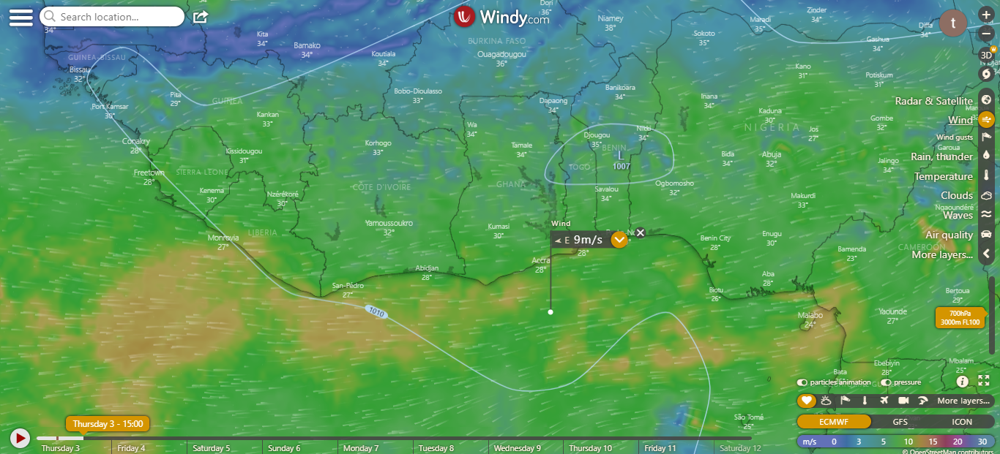 Search location...
Windy.com
t
Dori
36°
Niamey
38°
Zinder
34°
Maradi
35°
Diffa
34°
34°
Kita
34°
Bamako
34°
Koutiala
34°
BURKINA FASO
Ouagadougou
36°
Sokoto
35°
Gashua
34°
3D
GUINEA-BISSAU
Bissau
32°
Kano
31°
Potiskum
31°
Pita
29°
GUINEA
Bobo-Dioulasso
33°
Dapaong
34°
Banikoara
34°
Port Kamsar
30°
Kankan
33°
Kaduna
30°
NIGERIA
Jos
27°
Gombe
32°
Radar & Satellite
Wind
Wind gusts
Garoua
Rain, thunder
Temperature
Clouds
Ngaoundéré
Waves
Air quality
CAMEROON
More layers...
Conakry
28°
Kissidougou
31°
Korhogo
33°
Wa
34°
Tamale
34°
Djougou
35°
Nikki
34°
BENIN
L
1007
TOGO
Bida
34°
Abuja
32°
Jalingo
34°
Freetown
28°
SIERRA LEONE
Kenema
30°
Nzérékoré
30°
CÔTE D'IVOIRE
GHANA
Savalou
34°
Ogbomosho
32°
Makurdi
33°
Yamoussoukro
32°
Kumasi
30°
Wind
E 9m/s
28°
LIBERIA
Monrovia
27°
Benin City
28°
Enugu
30°
Bamenda
23°
Accra
28°
Abidjan
28°
San-Pédro
27°
1010
Aba
28°
Bertoua
29°
Malabo
24°
Yaounde
27°
700hPa
3000m FL100
Ebebiyin
28°
Mbalam
25°
Bata
particles animation
pressure
i
More layers...
São Tomé
25°
ECMWF GFS ICON
Thursday 3 - 15:00
Thursday 3 Friday 4 Saturday 5 Sunday 6 Monday 7 Tuesday 8 Wednesday 9 Thursday 10 Friday 11 Saturday 12
m/s 0 3 5 10 15 20 30
© OpenStreetMap contributors